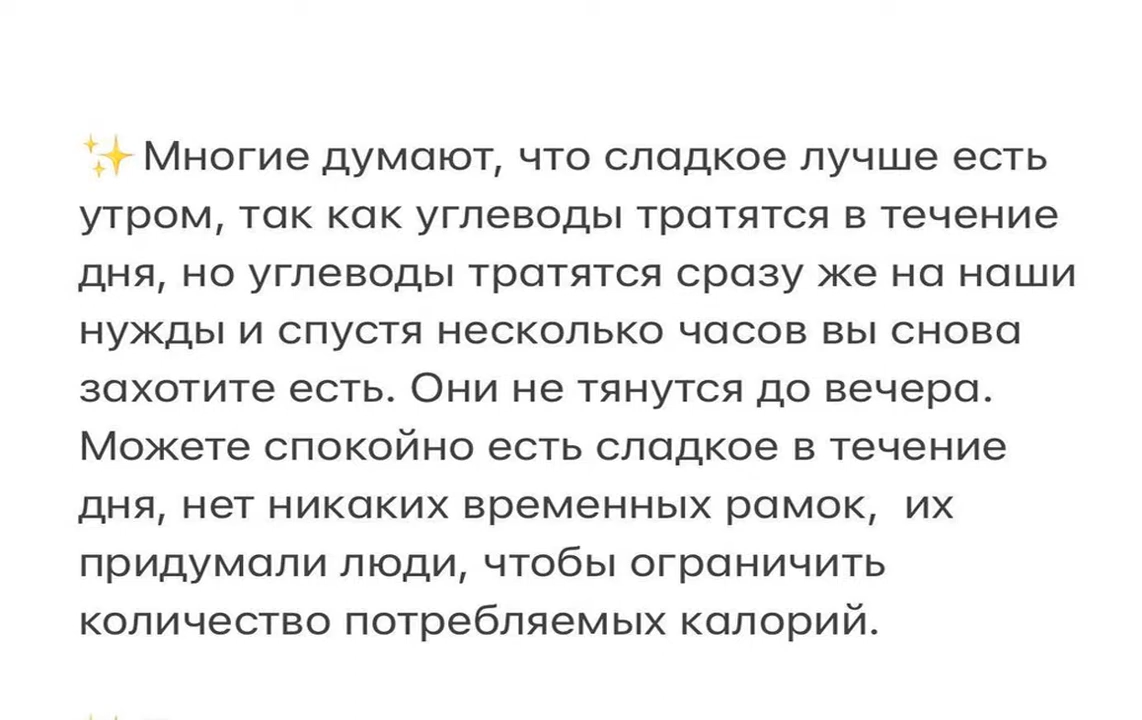 ✨Многие думают, что сладкое лучше есть
утром, так как углеводы тратятся в течение
дня, но углеводы тратятся сразу же на наши
нужды и спустя несколько часов вы снова
захотите есть. Они не тянутся до вечера.
Можете спокойно есть сладкое в течение
дня, нет никаких временных рамок,  их
придумали люди, чтобы ограничить
количество потребляемых калорий.